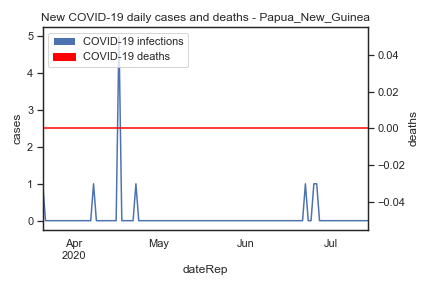 New COVID-19 daily cases and deaths - Papua_New_Guinea
COVID-19 infections
COVID-19 deaths
5
4
3
2
1
0
cases
0.04
0.02
0.00
−0.02
−0.04
deaths
Apr
2020
May
Jun
Jul
dateRep